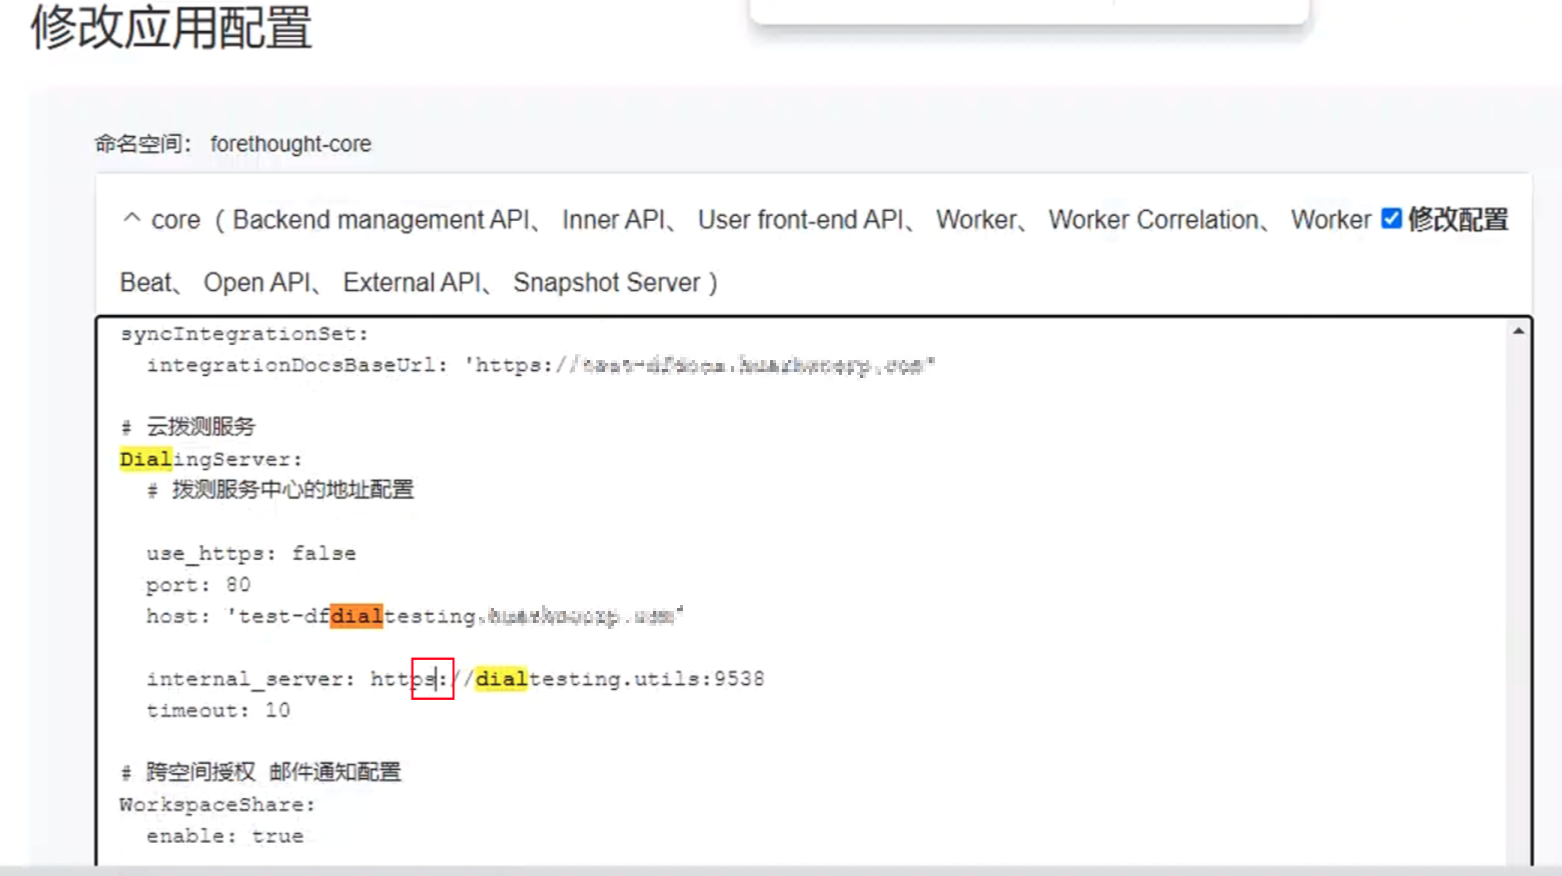 修改应用配置
命名空间: forethought-core
core ( Backend management API、 Inner API、 User front-end API、 Worker、 Worker Correlation、 Worker 修改配置
Beat、 Open API、 External API、 Snapshot Server )
syncIntegrationSet:
integrationDocsBaseUrl: 'https://
# 云拨测服务
DialingServer:
# 拨测服务中心的地址配置
use_https: false
port: 80
host: 'test-dfdialtesting.
internal_server: https://dialtesting.utils:9538
timeout: 10
# 跨空间授权 邮件通知配置
WorkspaceShare:
enable: true